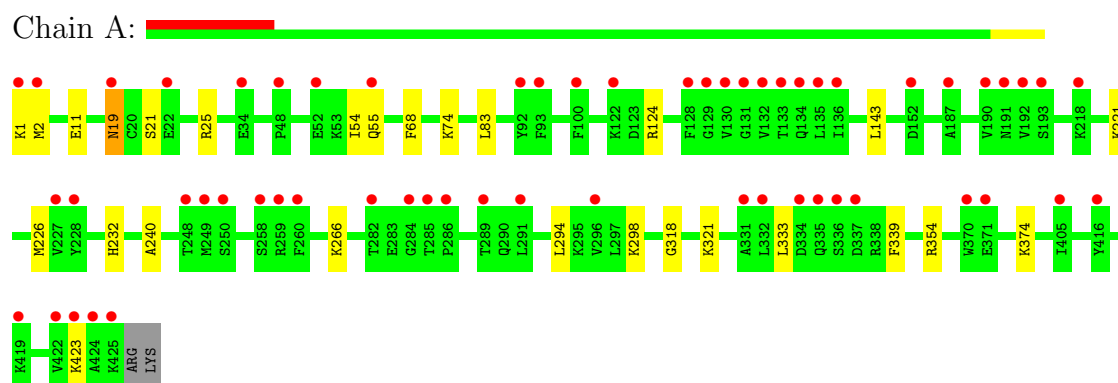 Chain A:
K1 M2 E11 N19 C20 S21 E22 R25 E34 P48 E52 K53 I54 Q55 F68 K74 L83 Y92 F93 F100 K122 D123 R124 F128 G129 V130 G131 V132 T133 Q134 L135 I136 L143 D152 A187 V190 N191 V192 S193 K218
M226 V227 Y228 H232 A240 T248 M249 S250 S258 R259 F260 K266 T282 E283 G284 T285 P286 T289 Q290 L291 L294 K295 V296 L297 K298 G318 K321 A331 L332 L333 D334 Q335 S336 D337 R338 F339 R354 W370 E371 K374 I405 Y416
K419 V422 K423 A424 K425 ARG LYS